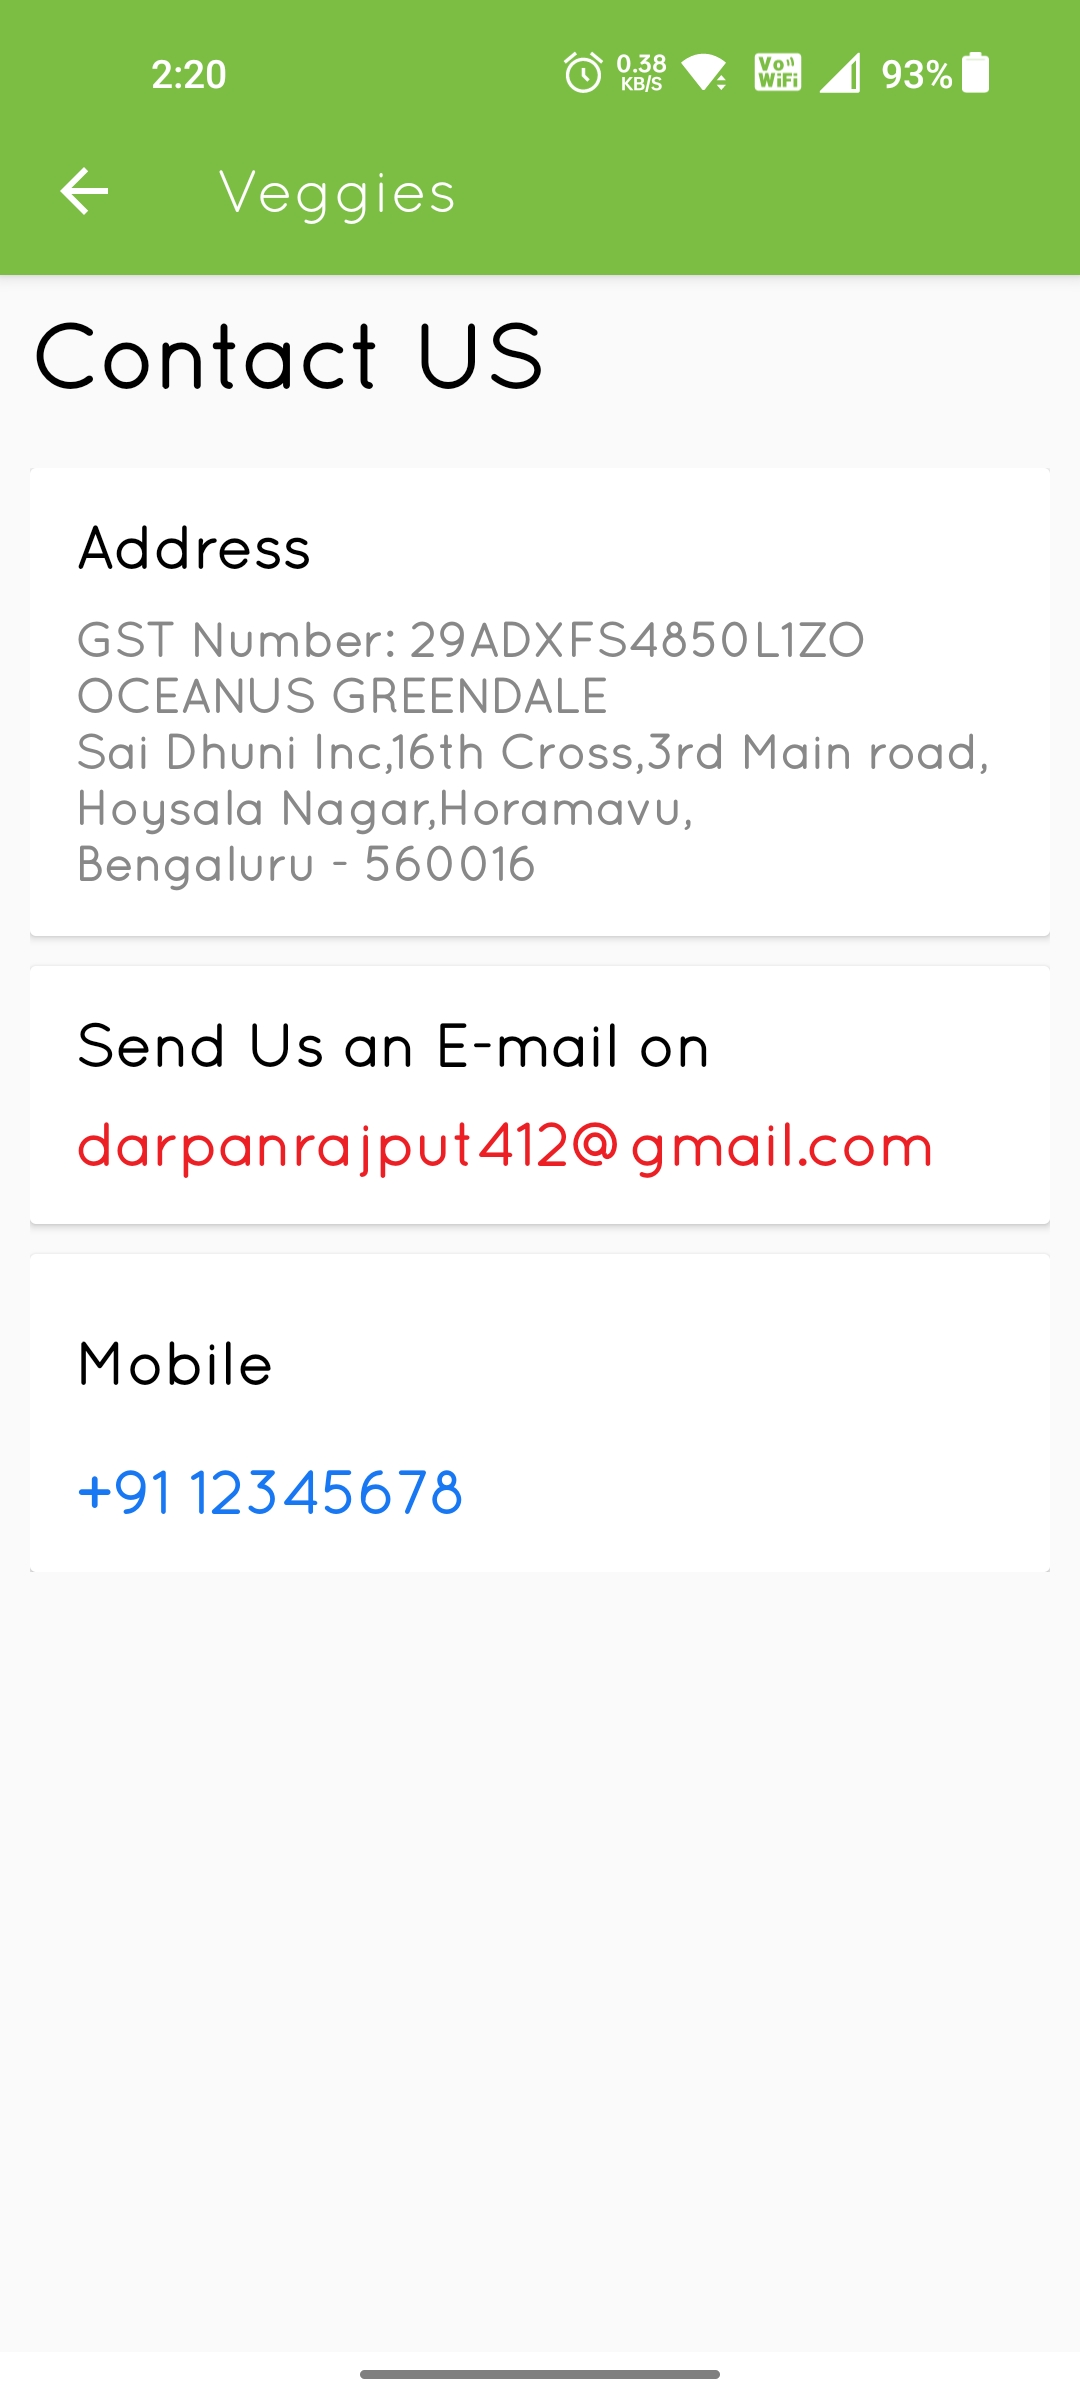 2:20
0.38
KB/S
Vo
WiFi
93%
Veggies
Contact US
Address
GST Number: 29ADXFS4850L1ZO
OCEANUS GREENDALE
Sai Dhuni Inc,16th Cross,3rd Main road,
Hoysala Nagar,Horamavu,
Bengaluru - 560016
Send Us an E-mail on
darpanrajput412@gmail.com
Mobile
+91 12345678